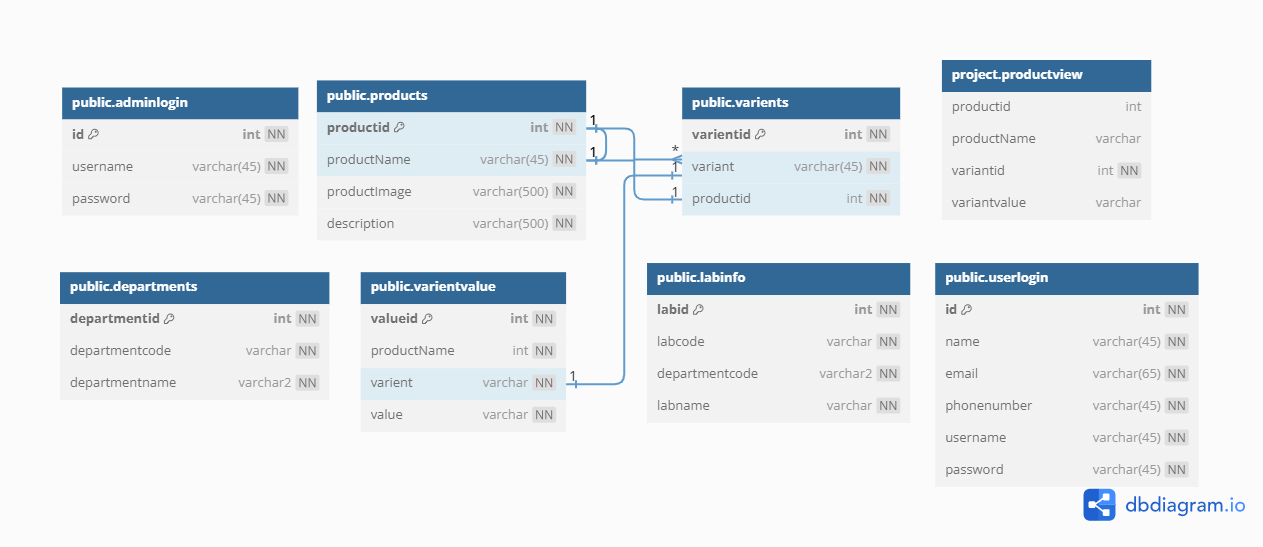 public.adminlogin
id int NN
username varchar(45) NN
password varchar(45) NN
public.products
productid int NN
productName varchar(45) NN
productImage varchar(500) NN
description varchar(500) NN
1
1
*
1
1
public.varients
varientid int NN
variant varchar(45) NN
productid int NN
project.productview
productid int
productName varchar
variantid int NN
variantvalue varchar
public.departments
departmentid int NN
departmentcode varchar NN
departmentname varchar2 NN
public.varientvalue
valueid int NN
productName int NN
varient varchar NN
value varchar NN
1
public.labinfo
labid int NN
labcode varchar NN
departmentcode varchar2 NN
labname varchar NN
public.userlogin
id int NN
name varchar(45) NN
email varchar(65) NN
phonenumber varchar(45) NN
username varchar(45) NN
password varchar(45) NN
dbdiagram.io